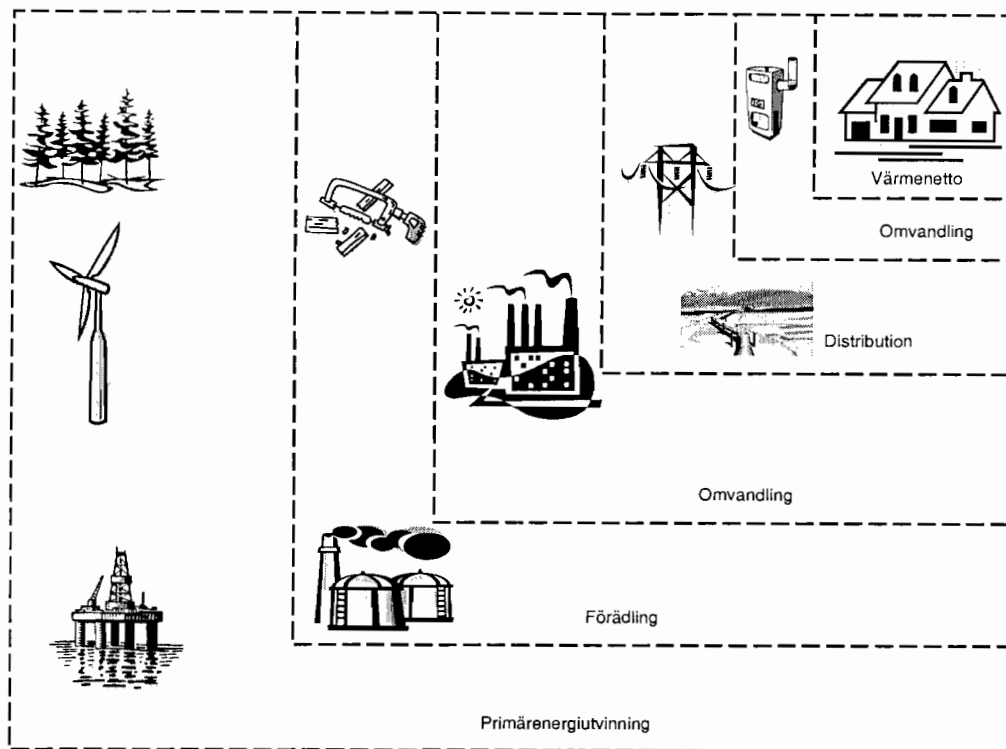 Värmenetto
Omvandling
Distribution
Omvandling
Förädling
Primärenergiutvinning